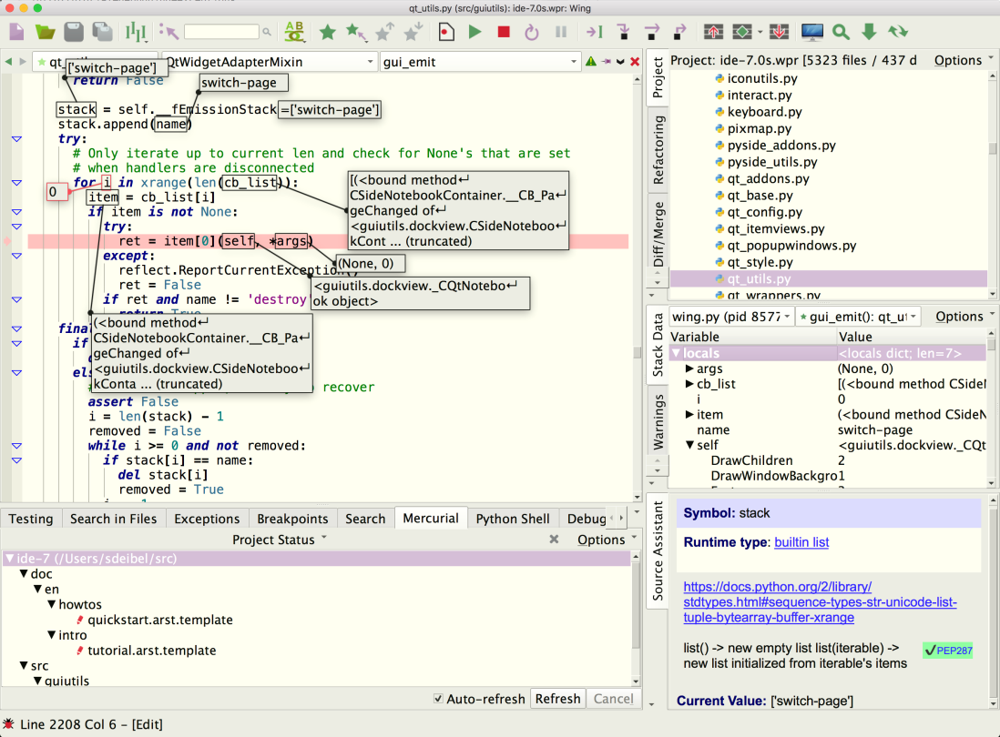 qt_utils.py (src/guiutils): ide-7.0s.wpr: Wing
QtWidgetAdapterMixin
gui_emit
['switch-page']
return False
switch-page
stack = self.__fEmissionStack
=['switch-page']
stack.append(name)
try:
# Only iterate up to current len and check for None's that are set
# when handlers are disconnected
for i in xrange(len(cb_list)):
0
item = cb_list[i]
if item is not None:
try:
ret = item[0](self, *args)
except:
reflect.ReportCurrentException()
ret = False
if ret and name != 'destroy
return True
[(<bound method↵
CSideNotebookContainer.__CB_Pa↵
geChanged of↵
<guiutils.dockview.CSideNoteboo↵
kCont ... (truncated)
(None, 0)
<guiutils.dockview._CQtNotebo↵
ok object>
(<bound method↵
CSideNotebookContainer.__CB_Pa↵
geChanged of↵
<guiutils.dockview.CSideNoteboo↵
kConta ... (truncated)
fina
if
els
recover
assert False
i = len(stack) - 1
removed = False
while i >= 0 and not removed:
if stack[i] == name:
del stack[i]
removed = True
Project: ide-7.0s.wpr [5323 files / 437 d
Options
Project
Refactoring
Diff/Merge
iconutils.py
interact.py
keyboard.py
pixmap.py
pyside_addons.py
pyside_utils.py
qt_addons.py
qt_base.py
qt_config.py
qt_itemviews.py
qt_popupwindows.py
qt_style.py
qt_utils.py
qt_wrappers.py
Stack Data
Warnings
wing.py (pid 8577
gui_emit(): qt_ut
Options
Variable
Value
locals
<locals dict; len=7>
args
(None, 0)
cb_list
[(<bound method CSideN
i
0
item
(<bound method CSideN
name
switch-page
self
<guiutils.dockview._CQt
DrawChildren
2
DrawWindowBackgro
1
Testing
Search in Files
Exceptions
Breakpoints
Search
Mercurial
Python Shell
Debug
Project Status
Options
ide-7 (/Users/sdeibel/src)
doc
en
howtos
quickstart.arst.template
intro
tutorial.arst.template
src
guiutils
Auto-refresh
Refresh
Cancel
Source Assistant
Symbol: stack
Runtime type: builtin list
https://docs.python.org/2/library/
stdtypes.html#sequence-types-str-unicode-list-
tuple-bytearray-buffer-xrange
list() -> new empty list list(iterable) ->
new list initialized from iterable's items
✓PEP287
Current Value: ['switch-page']
Line 2208 Col 6 - [Edit]